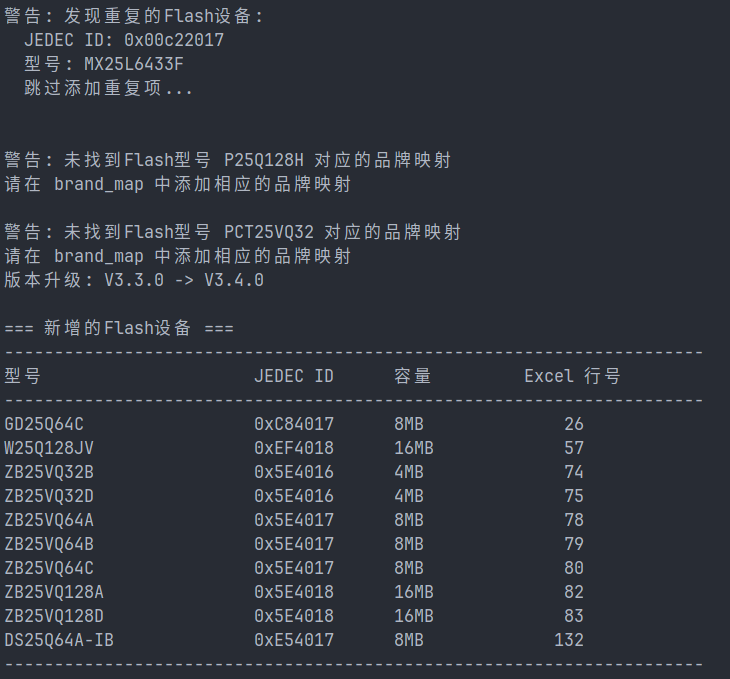 警告: 发现重复的Flash设备:
JEDEC ID: 0x00c22017
型号: MX25L6433F
跳过添加重复项...
警告: 未找到Flash型号 P25Q128H 对应的品牌映射
请在 brand_map 中添加相应的品牌映射
警告: 未找到Flash型号 PCT25VQ32 对应的品牌映射
请在 brand_map 中添加相应的品牌映射
版本升级: V3.3.0 -> V3.4.0
=== 新增的Flash设备 ===
----------------------------------------------------------------------
型号 JEDEC ID 容量 Excel 行号
----------------------------------------------------------------------
GD25Q64C 0xC84017 8MB 26
W25Q128JV 0xEF4018 16MB 57
ZB25VQ32B 0x5E4016 4MB 74
ZB25VQ32D 0x5E4016 4MB 75
ZB25VQ64A 0x5E4017 8MB 78
ZB25VQ64B 0x5E4017 8MB 79
ZB25VQ64C 0x5E4017 8MB 80
ZB25VQ128A 0x5E4018 16MB 82
ZB25VQ128D 0x5E4018 16MB 83
DS25Q64A-IB 0xE54017 8MB 132
----------------------------------------------------------------------